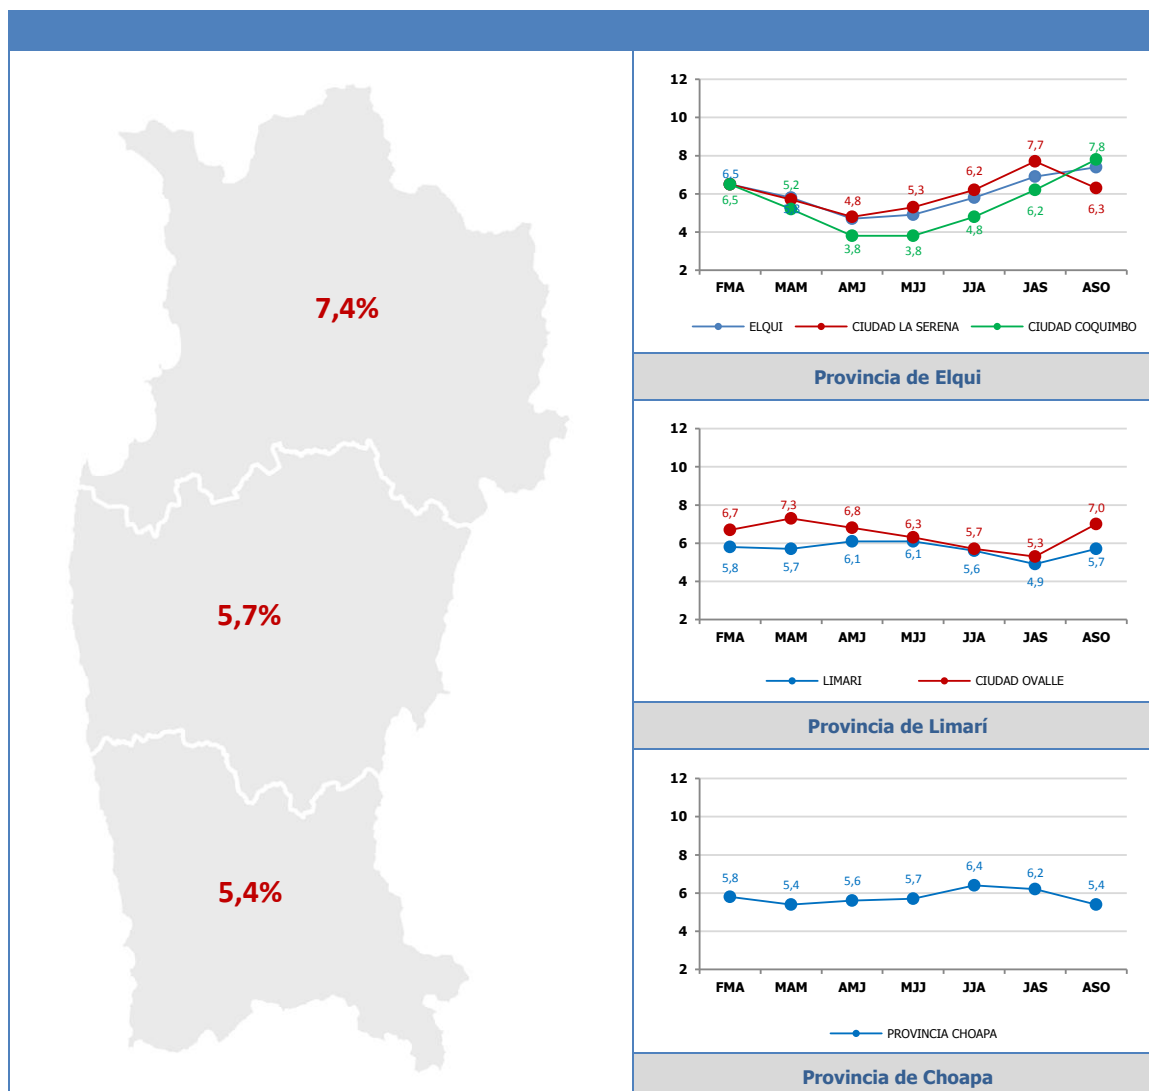 7,4%
5,7%
5,4%
12
10
8
6
4
2
6,5
6,5
5,2
4,8
3,8
5,3
3,8
6,2
4,8
7,7
6,2
7,8
6,3
FMA MAM AMJ MJJ JJA JAS ASO
ELQUI CIUDAD LA SERENA CIUDAD COQUIMBO
Provincia de Elqui
12
10
8
6
4
2
6,7 7,3 6,8 6,3 5,7 5,3 7,0
5,8 5,7 6,1 6,1 5,6 4,9 5,7
FMA MAM AMJ MJJ JJA JAS ASO
LIMARI CIUDAD OVALLE
Provincia de Limarí
12
10
8
6
4
2
5,8 5,4 5,6 5,7 6,4 6,2 5,4
FMA MAM AMJ MJJ JJA JAS ASO
PROVINCIA CHOAPA
Provincia de Choapa